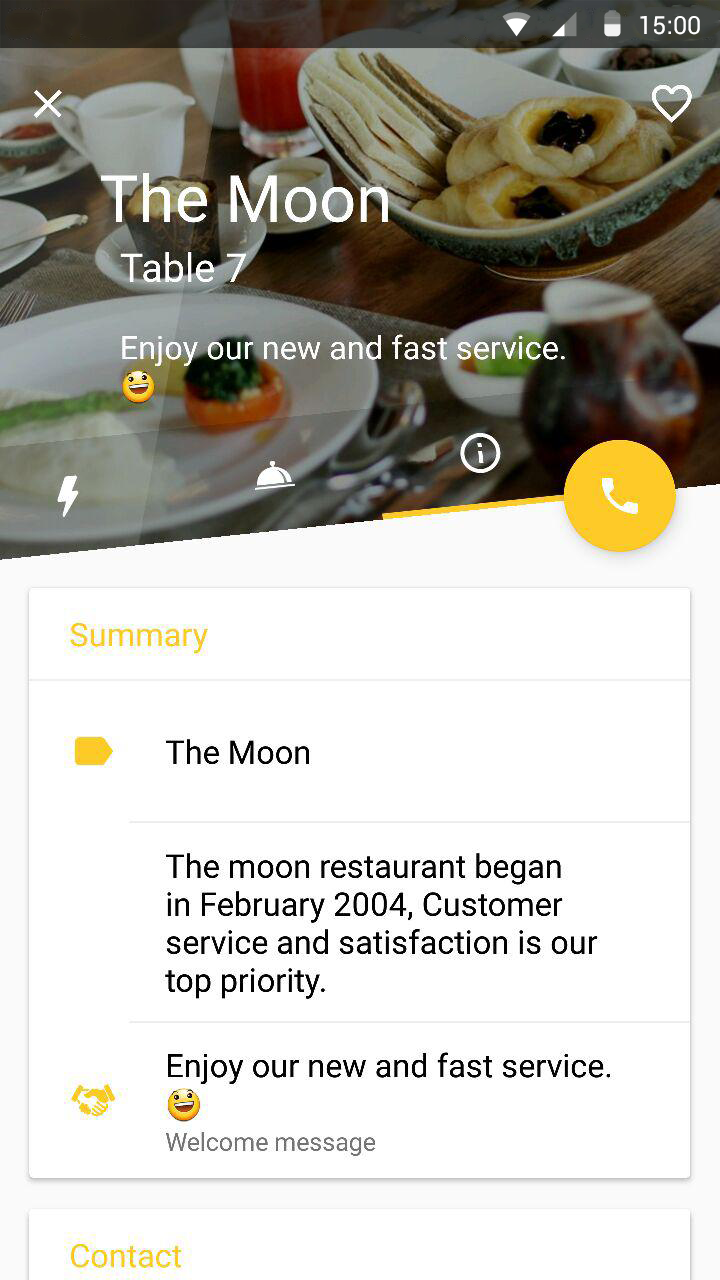 15:00
The Moon
Table 7
Enjoy our new and fast service.
😃
Summary
The Moon
The moon restaurant began
in February 2004, Customer
service and satisfaction is our
top priority.
Enjoy our new and fast service.
😃
Welcome message
Contact